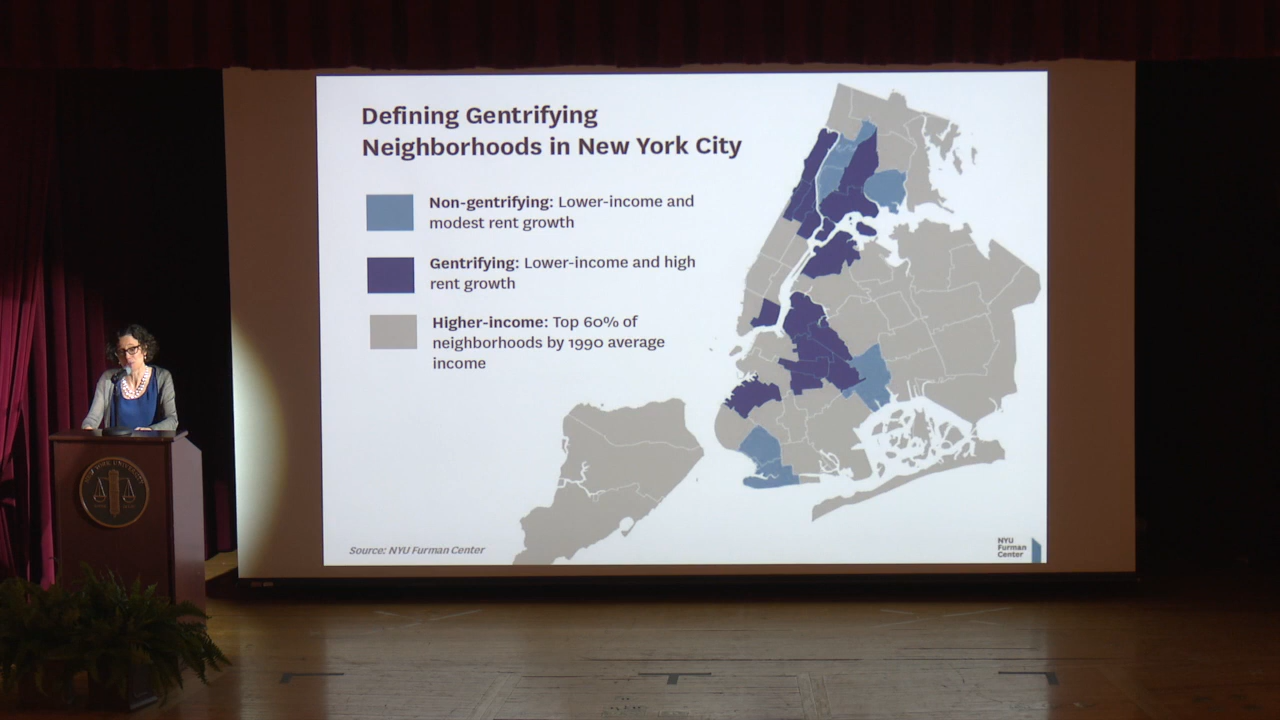 Defining Gentrifying
Neighborhoods in New York City
Non-gentrifying: Lower-income and
modest rent growth
Gentrifying: Lower-income and high
rent growth
Higher-income: Top 60% of
neighborhoods by 1990 average
income
Source: NYU Furman Center
NYU
Furman
Center